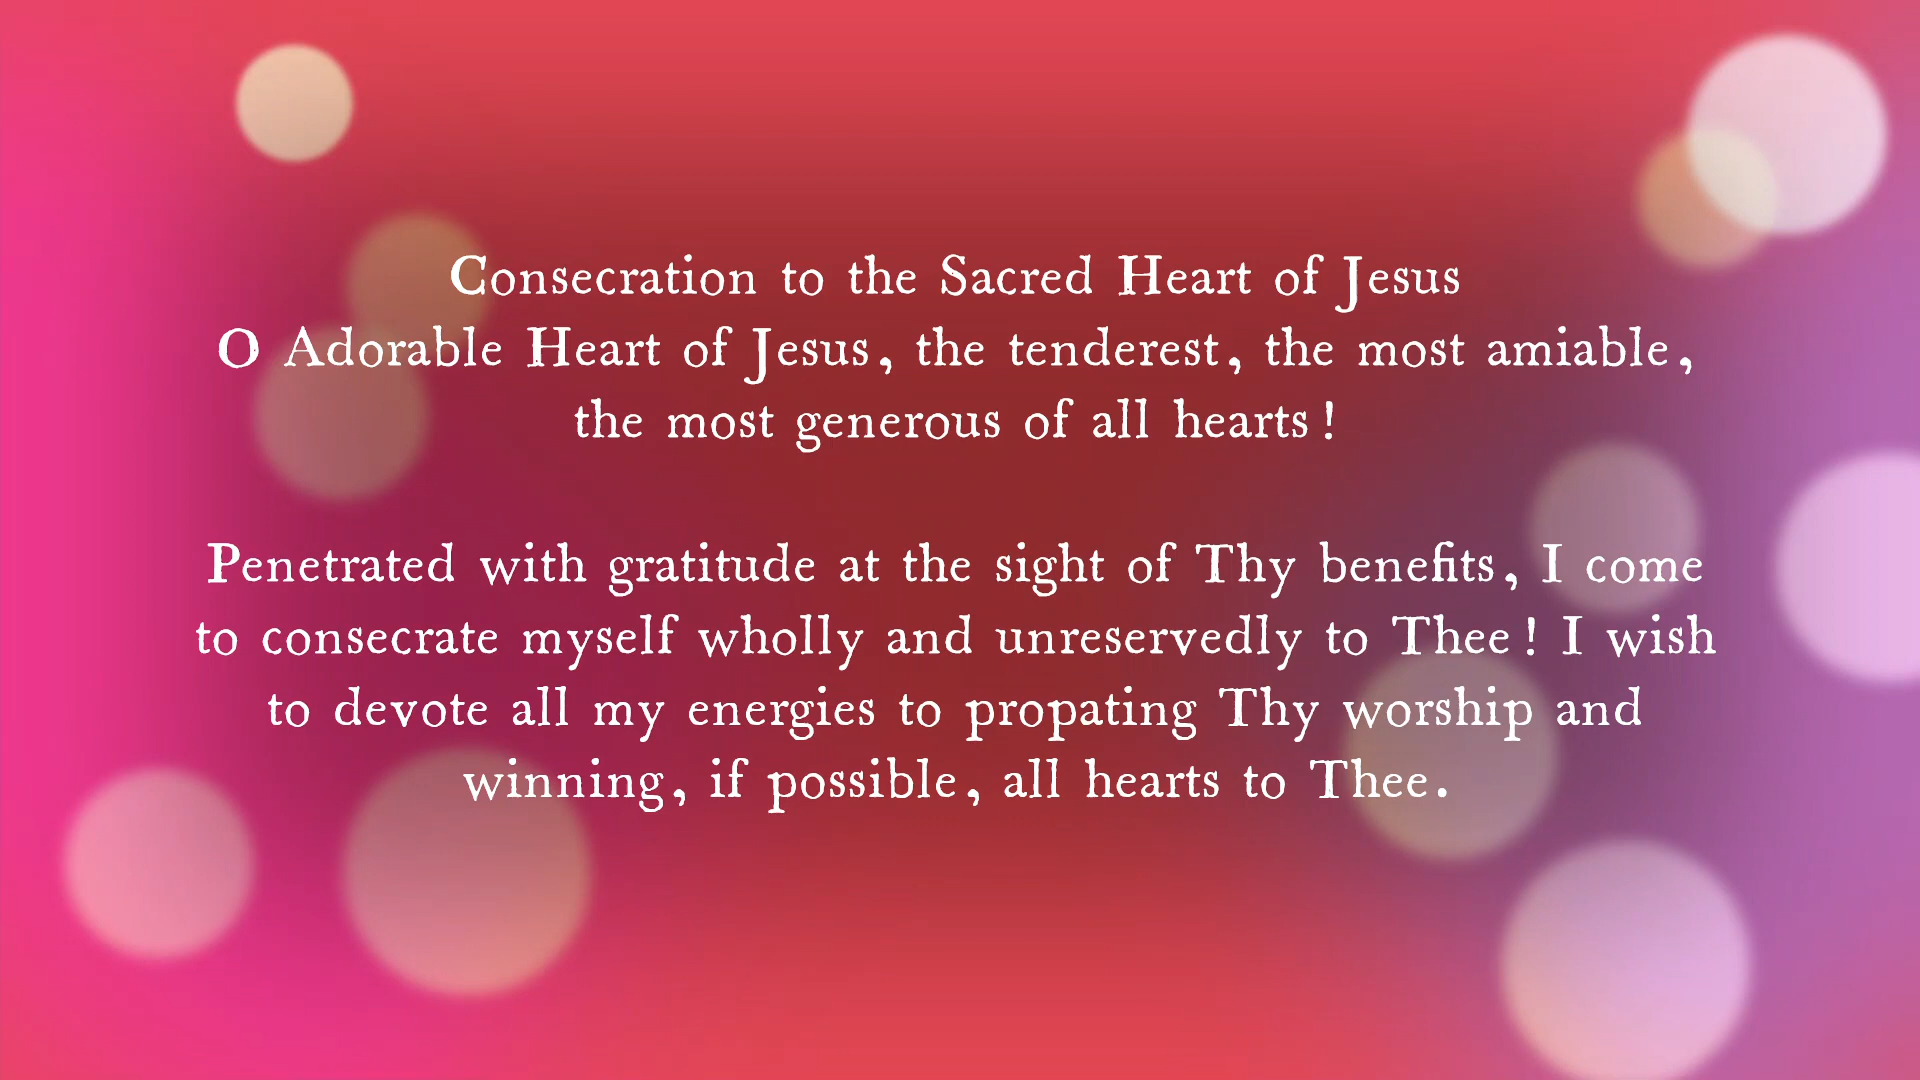 Consecration to the Sacred Heart of Jesus
O Adorable Heart of Jesus, the tenderest, the most amiable,
the most generous of all hearts!
Penetrated with gratitude at the sight of Thy benefits, I come
to consecrate myself wholly and unreservedly to Thee! I wish
to devote all my energies to propating Thy worship and
winning, if possible, all hearts to Thee.